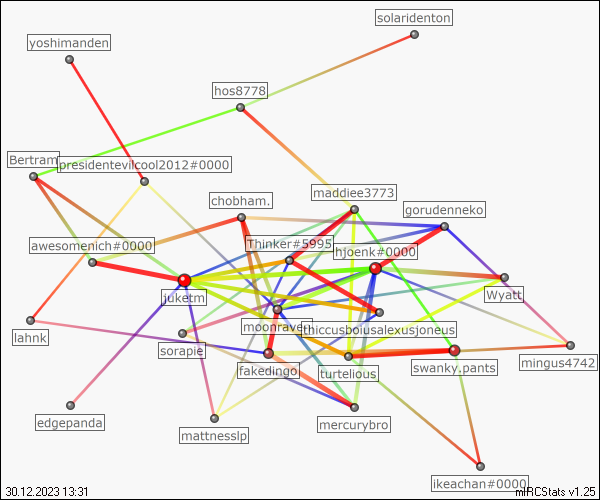 solaridenton
yoshimanden
hos8778
Bertram
presidentevilcool2012#0000
maddiee3773
chobham.
gorudenneko
awesomenich#0000
Thinker#5995
hjoenk#0000
juketm
Wyatt
moonraven
thiccusboiusalexusjoneus
lahnk
sorapie
fakedingo
turtelious
swanky.pants
mingus4742
edgepanda
mattnesslp
mercurybro
ikeachan#0000
30.12.2023 13:31
mIRCStats v1.25